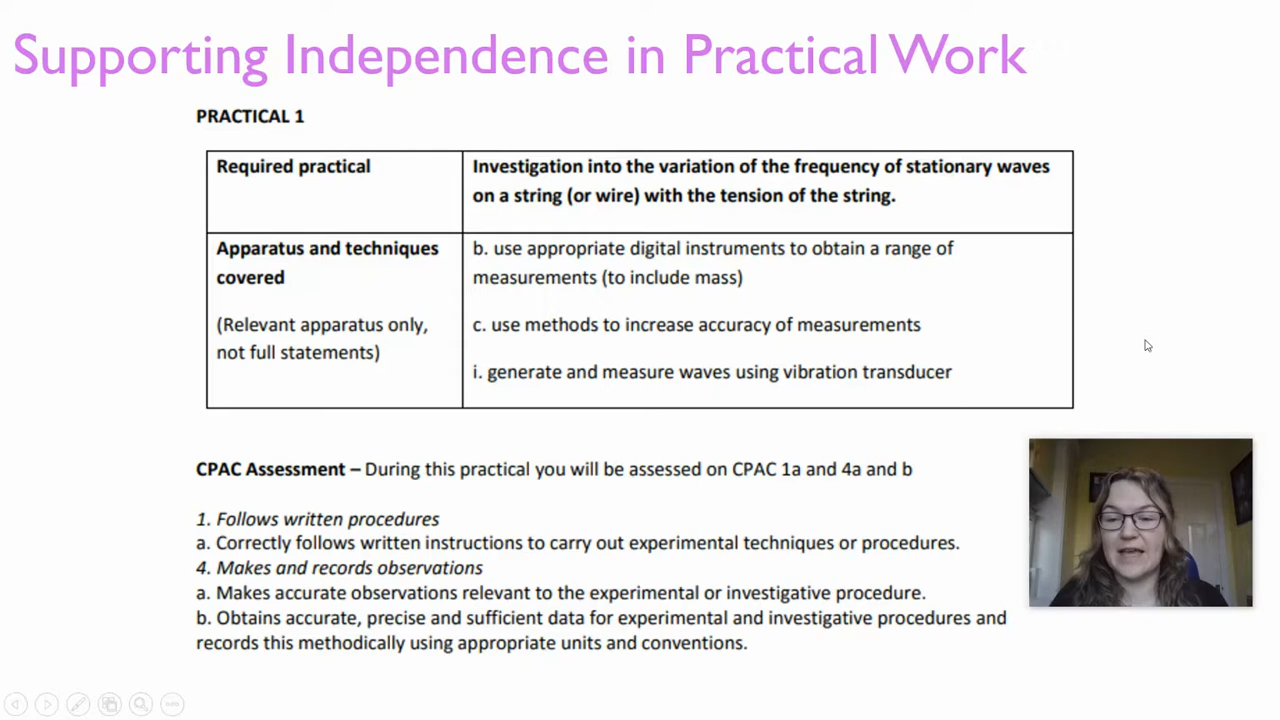 Supporting Independence in Practical Work
PRACTICAL 1
Required practical
Investigation into the variation of the frequency of stationary waves
on a string (or wire) with the tension of the string.
Apparatus and techniques
covered
(Relevant apparatus only,
not full statements)
b. use appropriate digital instruments to obtain a range of
measurements (to include mass)
c. use methods to increase accuracy of measurements
i. generate and measure waves using vibration transducer
CPAC Assessment – During this practical you will be assessed on CPAC 1a and 4a and b
1. Follows written procedures
a. Correctly follows written instructions to carry out experimental techniques or procedures.
4. Makes and records observations
a. Makes accurate observations relevant to the experimental or investigative procedure.
b. Obtains accurate, precise and sufficient data for experimental and investigative procedures and
records this methodically using appropriate units and conventions.